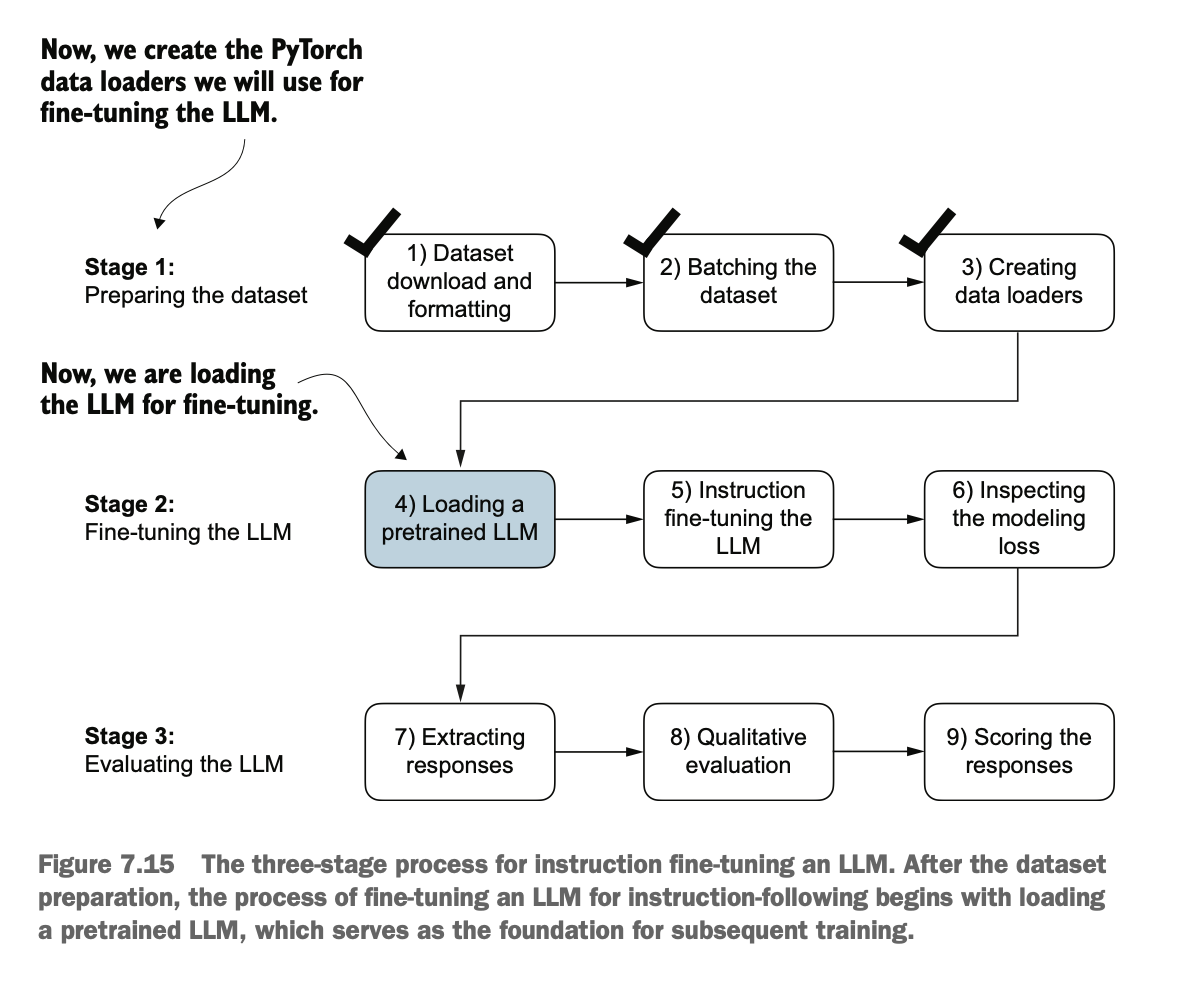 Now, we create the PyTorch
data loaders we will use for
fine-tuning the LLM.
Stage 1:
Preparing the dataset
1) Dataset
download and
formatting
2) Batching the
dataset
3) Creating
data loaders
Now, we are loading
the LLM for fine-tuning.
Stage 2:
Fine-tuning the LLM
4) Loading a
pretrained LLM
5) Instruction
fine-tuning the
LLM
6) Inspecting
the modeling
loss
Stage 3:
Evaluating the LLM
7) Extracting
responses
8) Qualitative
evaluation
9) Scoring the
responses
Figure 7.15 The three-stage process for instruction fine-tuning an LLM. After the dataset
preparation, the process of fine-tuning an LLM for instruction-following begins with loading
a pretrained LLM, which serves as the foundation for subsequent training.